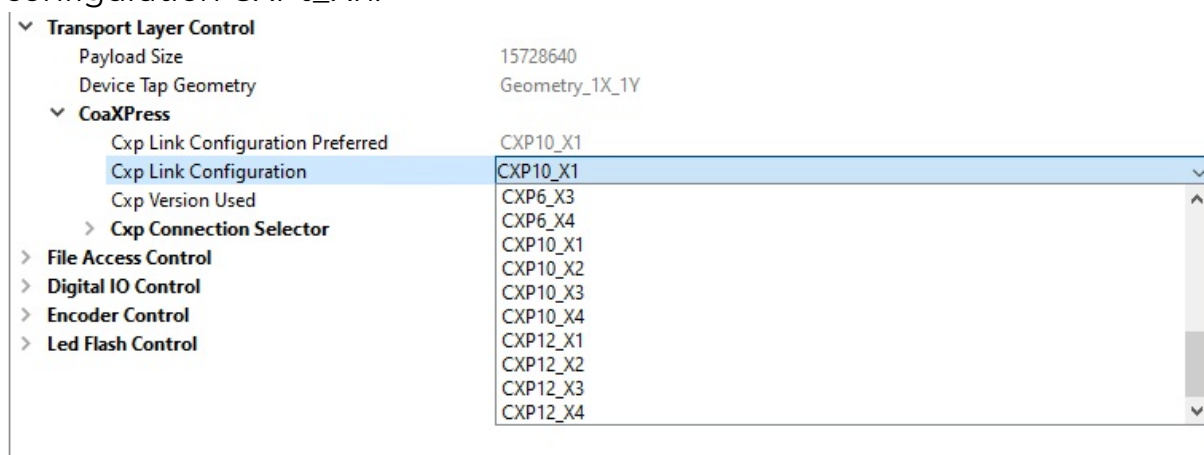 Transport Layer Control
Payload Size 15728640
Device Tap Geometry Geometry_1X_1Y
CoaXPress
Cxp Link Configuration Preferred CXP10_X1
Cxp Link Configuration CXP10_X1
Cxp Version Used CXP6_X3
CXP6_X4
Cxp Connection Selector
CXP10_X1
File Access Control
CXP10_X2
Digital IO Control CXP10_X3
Encoder Control CXP10_X4
Led Flash Control CXP12_X1
CXP12_X2
CXP12_X3
CXP12_X4